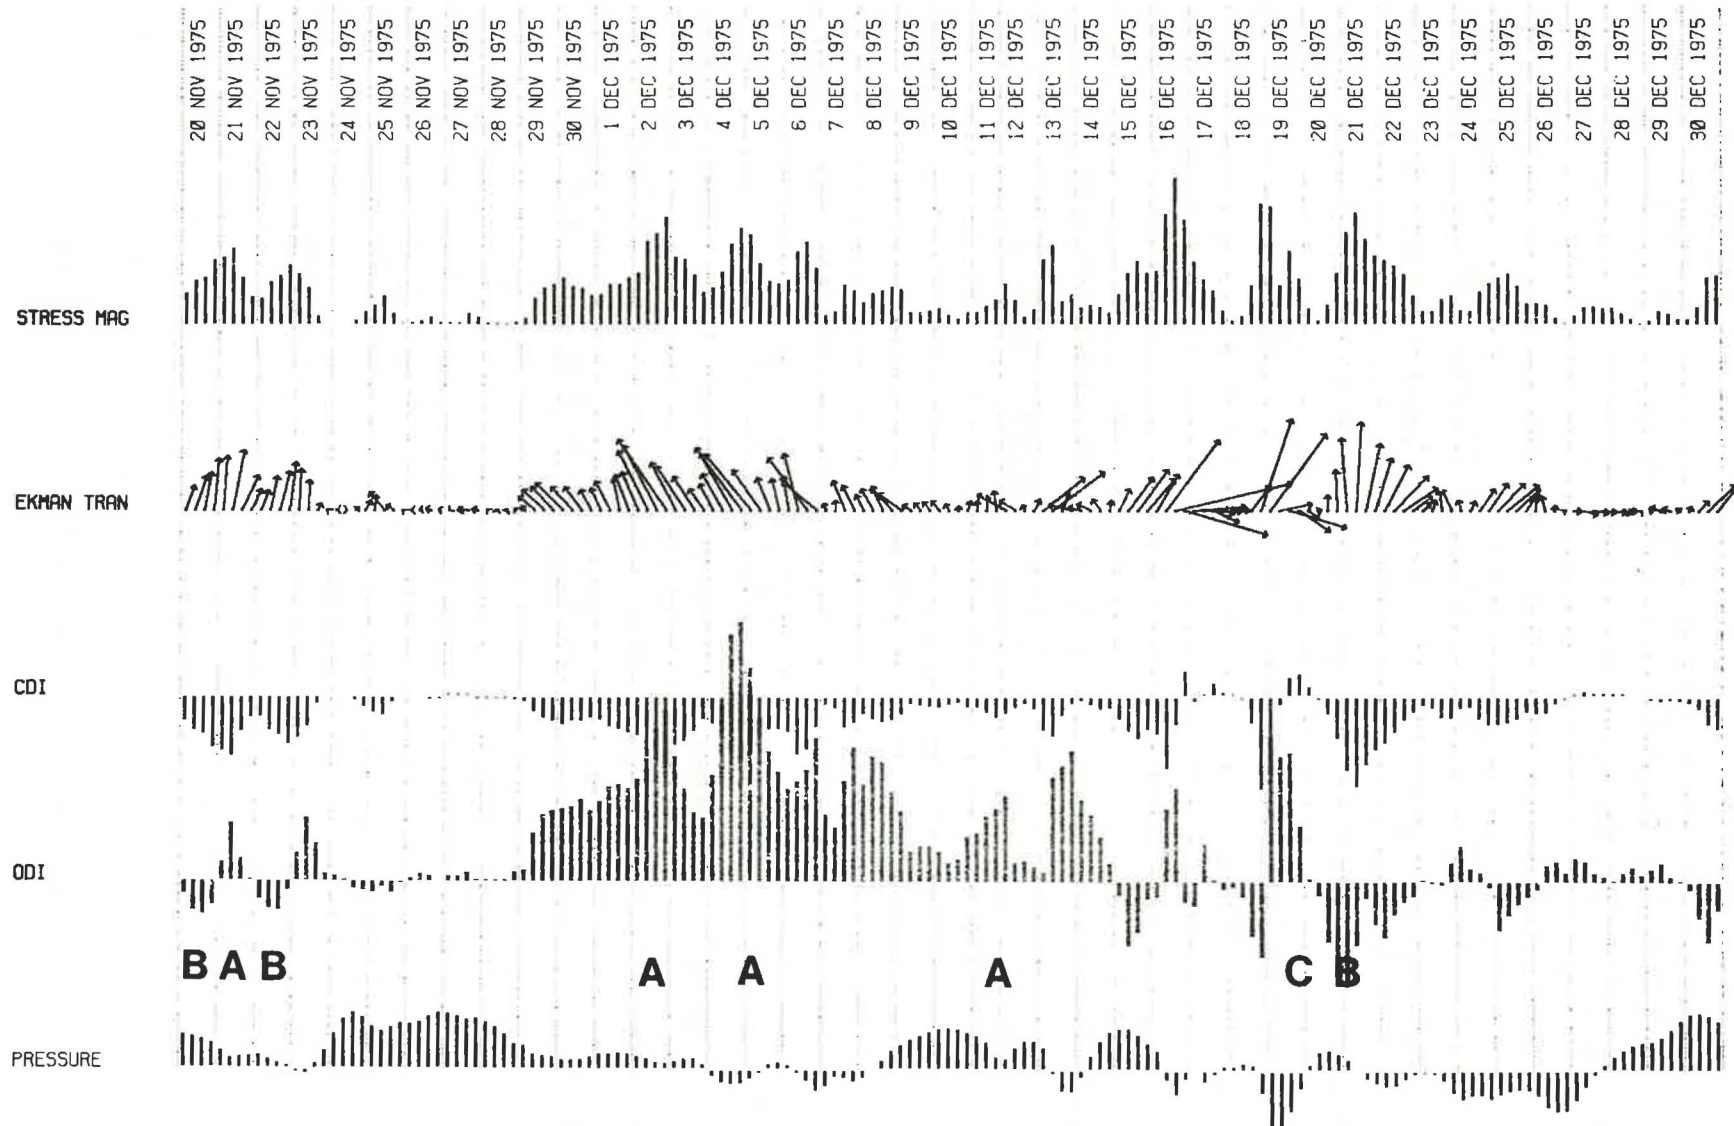 20 NOV 1975
21 NOV 1975
22 NOV 1975
23 NOV 1975
24 NOV 1975
25 NOV 1975
26 NOV 1975
27 NOV 1975
28 NOV 1975
29 NOV 1975
30 NOV 1975
1 DEC 1975
2 DEC 1975
3 DEC 1975
4 DEC 1975
5 DEC 1975
6 DEC 1975
7 DEC 1975
8 DEC 1975
9 DEC 1975
10 DEC 1975
11 DEC 1975
12 DEC 1975
13 DEC 1975
14 DEC 1975
15 DEC 1975
16 DEC 1975
17 DEC 1975
18 DEC 1975
19 DEC 1975
20 DEC 1975
21 DEC 1975
22 DEC 1975
23 DEC 1975
24 DEC 1975
25 DEC 1975
26 DEC 1975
27 DEC 1975
28 DEC 1975
29 DEC 1975
30 DEC 1975
STRESS MAG
EKMAN TRAN
CDI
ODI
B A B A A A C B
PRESSURE